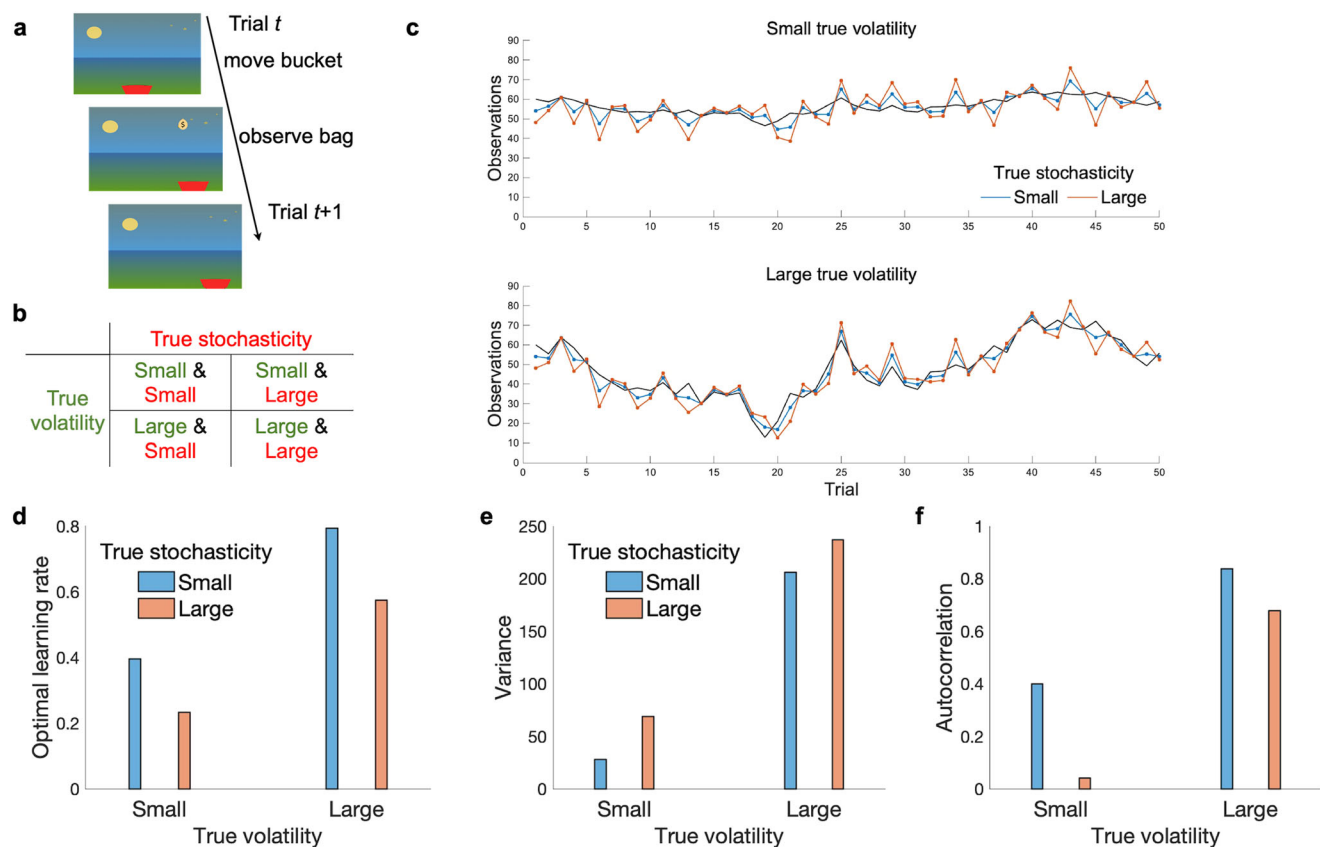 a
Trial t
move bucket
$
observe bag
Trial t+1
b
True stochasticity
True
volatility
Small &
Small
Small &
Large
Large &
Small
Large &
Large
c
Small true volatility
Observations
90
80
70
60
50
40
30
20
10
0
True stochasticity
Small Large
0 5 10 15 20 25 30 35 40 45 50
Large true volatility
Observations
90
80
70
60
50
40
30
20
10
0
0 5 10 15 20 25 30 35 40 45 50
Trial
d
Optimal learning rate
0.8
0.6
0.4
0.2
0
True stochasticity
Small
Large
Small Large
True volatility
e
Variance
250
200
150
100
50
0
True stochasticity
Small
Large
Small Large
True volatility
f
Autocorrelation
1
0.8
0.6
0.4
0.2
0
Small Large
True volatility